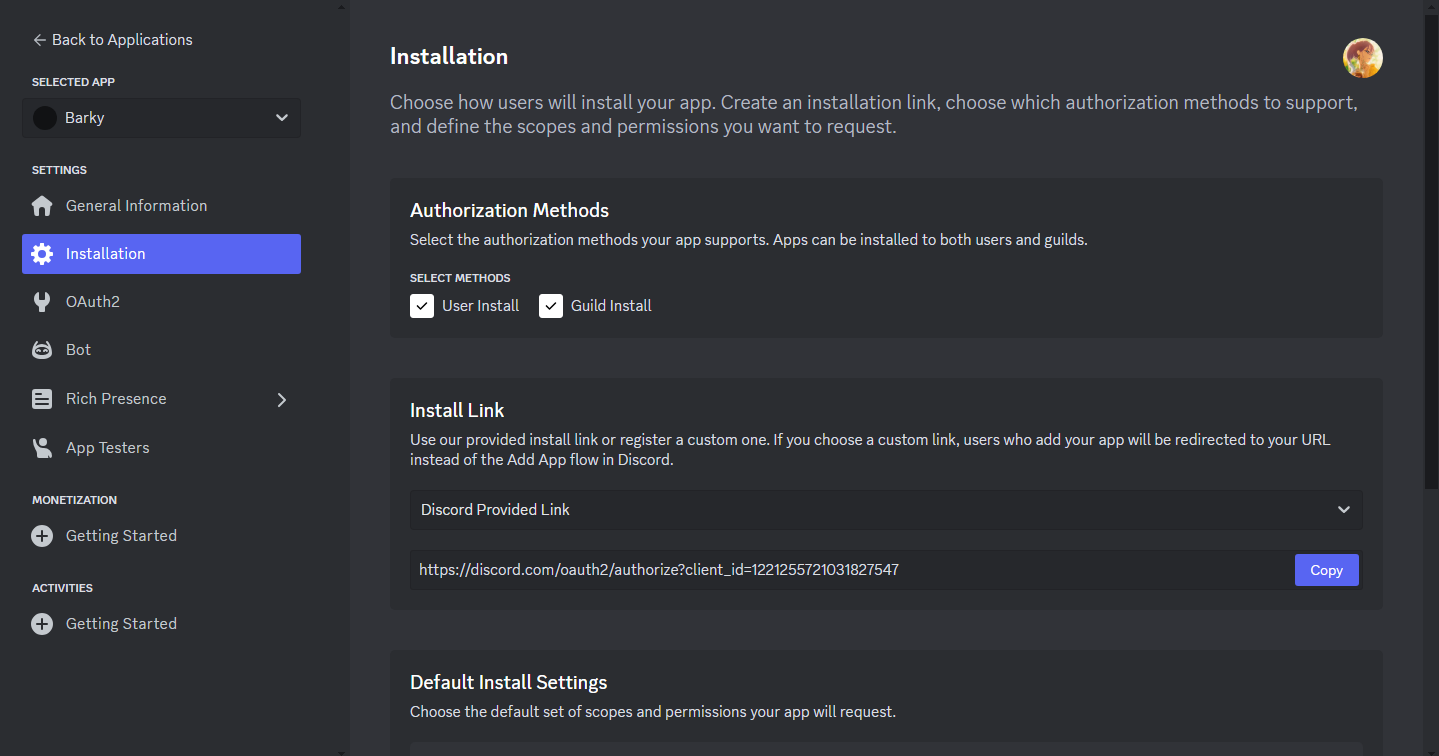 Back to Applications
SELECTED APP
Barky
SETTINGS
General Information
Installation
OAuth2
Bot
Rich Presence
App Testers
MONETIZATION
Getting Started
ACTIVITIES
Getting Started
Installation
Choose how users will install your app. Create an installation link, choose which authorization methods to support,
and define the scopes and permissions you want to request.
Authorization Methods
Select the authorization methods your app supports. Apps can be installed to both users and guilds.
SELECT METHODS
User Install Guild Install
Install Link
Use our provided install link or register a custom one. If you choose a custom link, users who add your app will be redirected to your URL
instead of the Add App flow in Discord.
Discord Provided Link
https://discord.com/oauth2/authorize?client_id=1221255721031827547 Copy
Default Install Settings
Choose the default set of scopes and permissions your app will request.